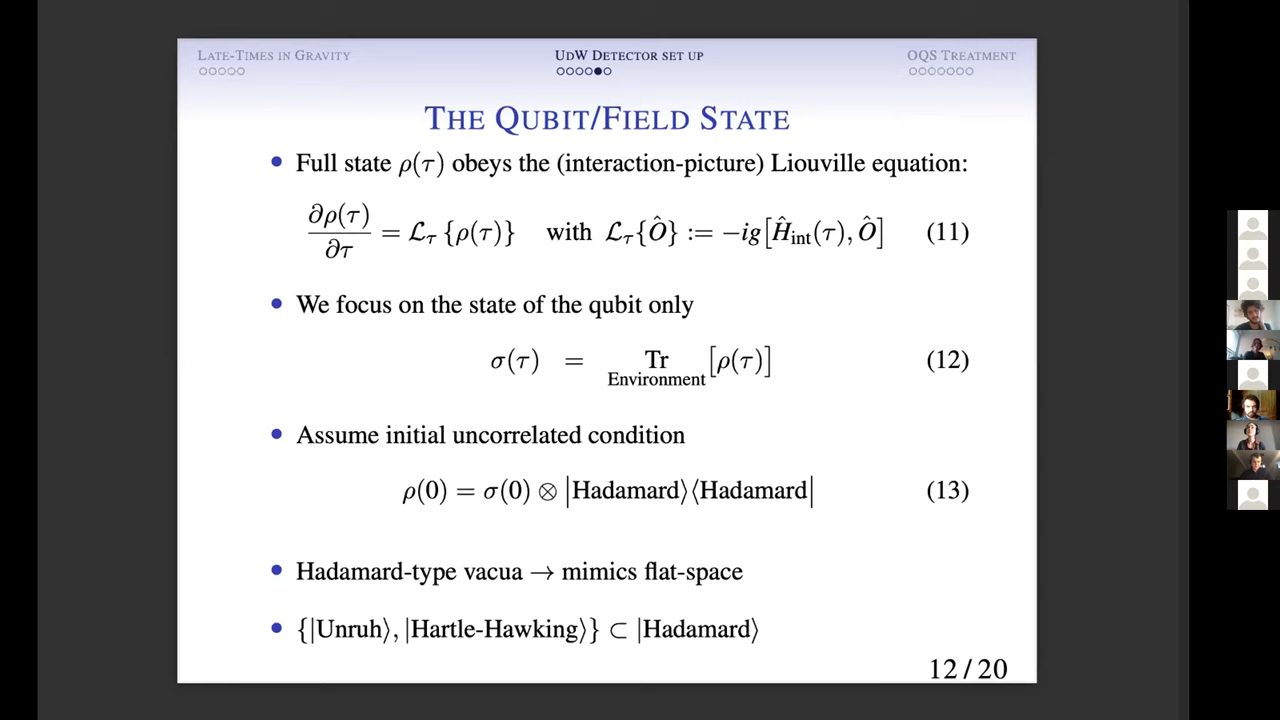 LATE-TIMES IN GRAVITY
UDW DETECTOR SET UP
OQS TREATMENT
THE QUBIT/FIELD STATE
• Full state ρ(τ) obeys the (interaction-picture) Liouville equation:
∂ρ(τ)/∂τ = ℒ_τ {ρ(τ)} with ℒ_τ{Ô} := −ig[Ĥ_int(τ), Ô] (11)
• We focus on the state of the qubit only
σ(τ) = Tr_Environment [ρ(τ)] (12)
• Assume initial uncorrelated condition
ρ(0) = σ(0) ⊗ |Hadamard⟩⟨Hadamard| (13)
• Hadamard-type vacua → mimics flat-space
• {|Unruh⟩, |Hartle-Hawking⟩} ⊂ |Hadamard⟩
12 / 20